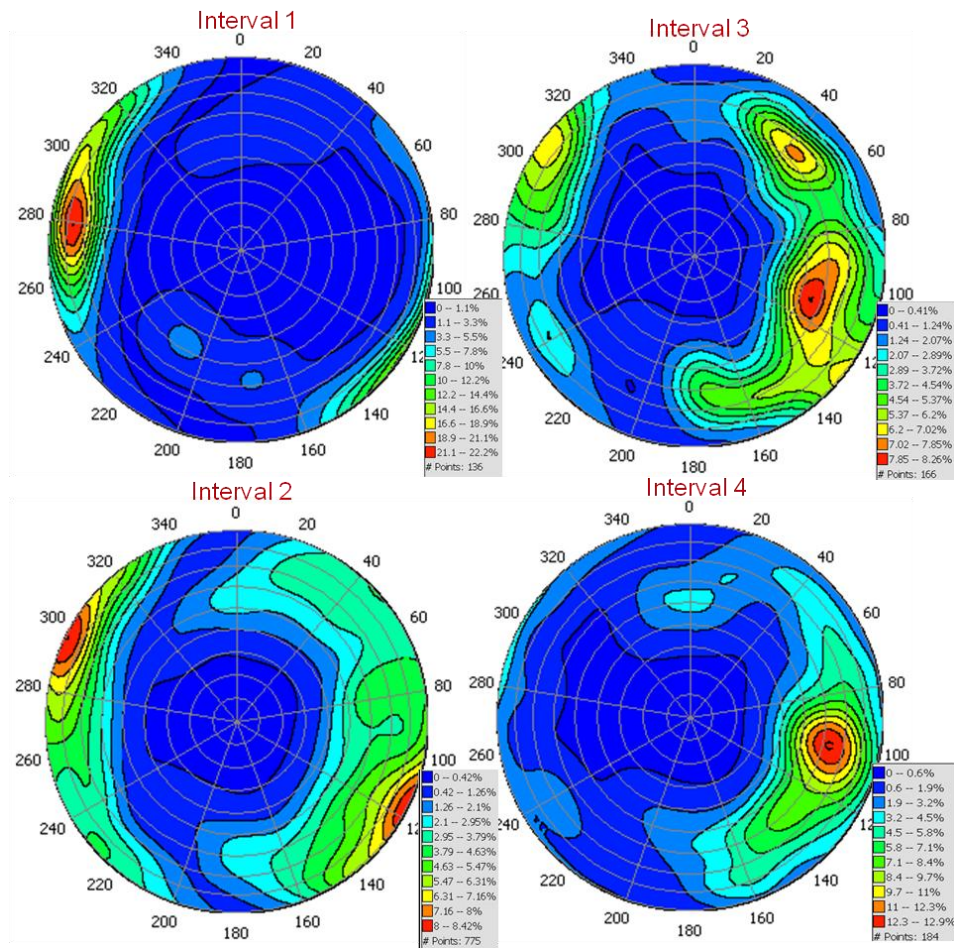 Interval 1
0
20
40
60
80
100
12
140
160
180
200
220
240
260
280
300
320
340
0 -- 1.1%
1.1 -- 3.3%
3.3 -- 5.5%
5.5 -- 7.8%
7.8 -- 10%
10 -- 12.2%
12.2 -- 14.4%
14.4 -- 16.6%
16.6 -- 18.9%
18.9 -- 21.1%
21.1 -- 22.2%
# Points: 136
Interval 3
0
20
40
60
80
100
12
140
160
180
200
220
240
260
280
300
320
340
0 -- 0.41%
0.41 -- 1.24%
1.24 -- 2.07%
2.07 -- 2.89%
2.89 -- 3.72%
3.72 -- 4.54%
4.54 -- 5.37%
5.37 -- 6.2%
6.2 -- 7.02%
7.02 -- 7.85%
7.85 -- 8.26%
# Points: 166
Interval 2
0
20
40
60
80
100
12
140
160
180
200
220
240
260
280
300
320
340
0 -- 0.42%
0.42 -- 1.26%
1.26 -- 2.1%
2.1 -- 2.95%
2.95 -- 3.79%
3.79 -- 4.63%
4.63 -- 5.47%
5.47 -- 6.31%
6.31 -- 7.16%
7.16 -- 8%
8 -- 8.42%
# Points: 775
Interval 4
0
20
40
60
80
100
12
140
160
180
200
220
240
260
280
300
320
340
0 -- 0.6%
0.6 -- 1.9%
1.9 -- 3.2%
3.2 -- 4.5%
4.5 -- 5.8%
5.8 -- 7.1%
7.1 -- 8.4%
8.4 -- 9.7%
9.7 -- 11%
11 -- 12.3%
12.3 -- 12.9%
# Points: 184